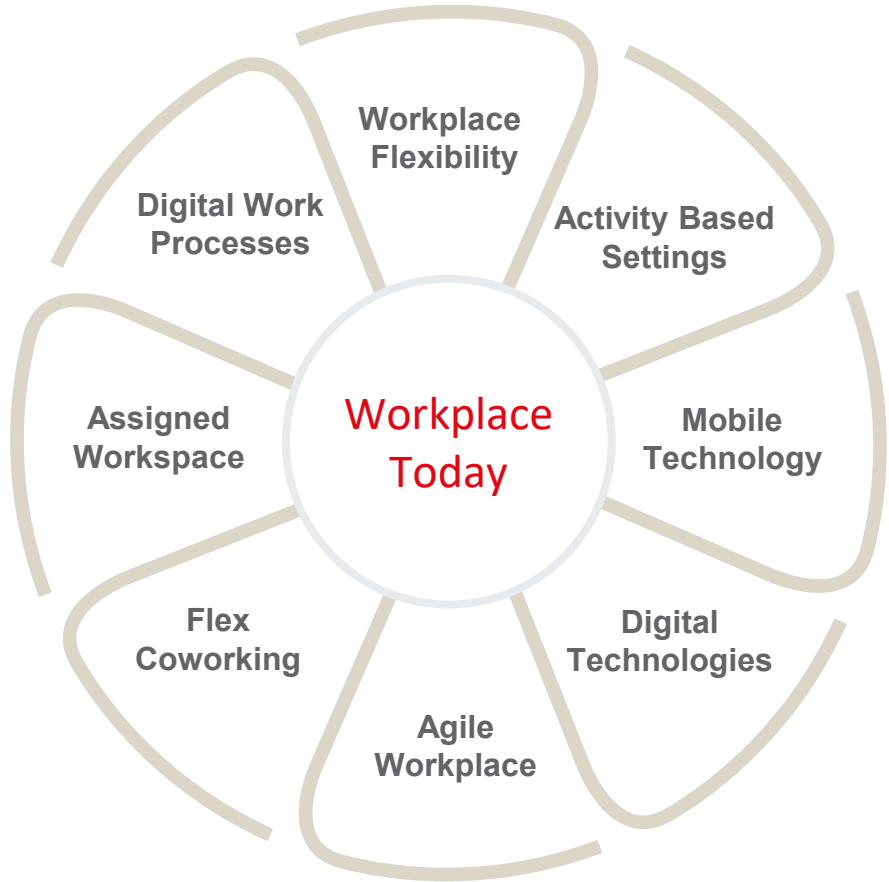 Workplace
Flexibility
Activity Based
Settings
Mobile
Technology
Digital
Technologies
Agile
Workplace
Flex
Coworking
Assigned
Workspace
Digital Work
Processes
Workplace
Today